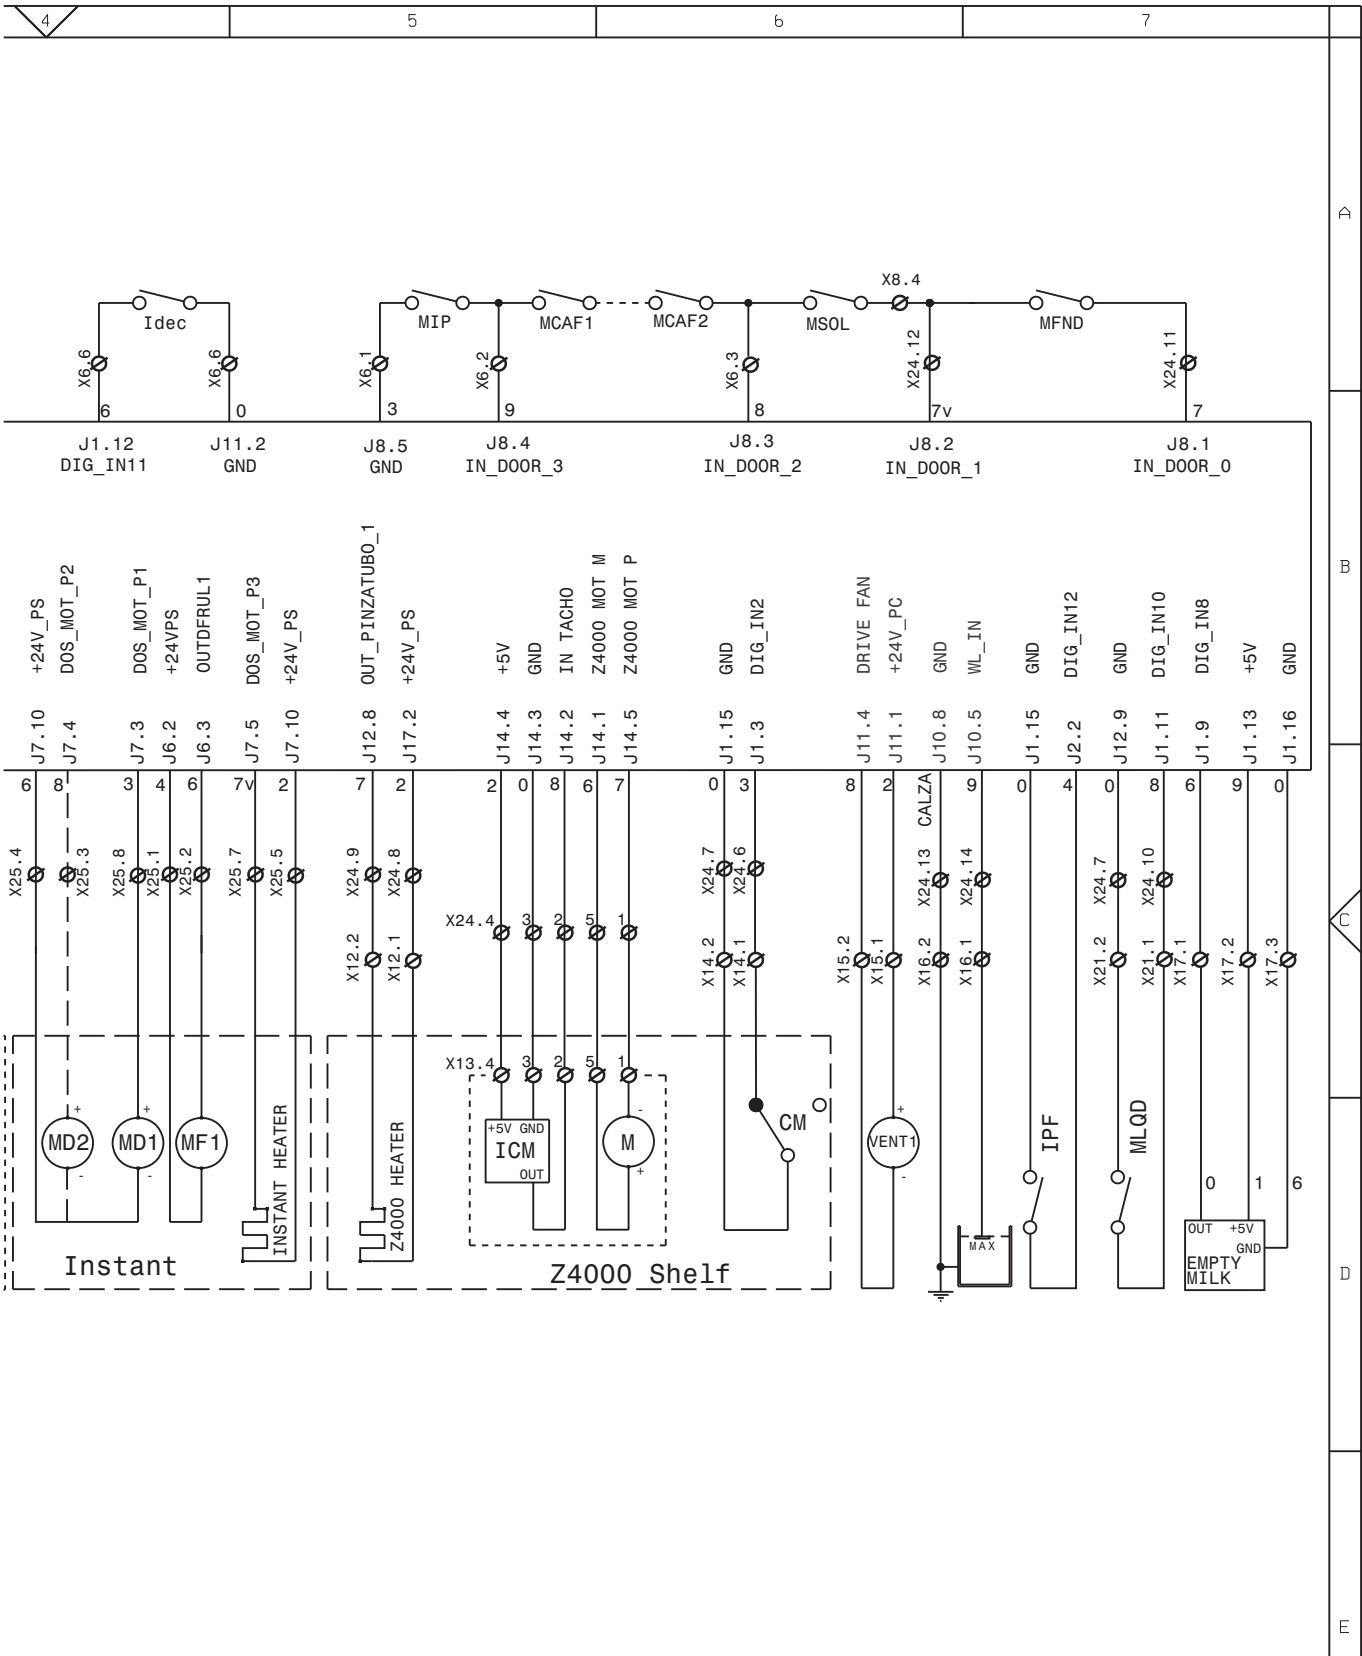 4 5 6 7
A
X8.4
Idec MIP MCAF1 MCAF2 MSOL MFND
X6.6 X6.6 X6.1 X6.2 X6.3 X24.12 X24.11
6 0 3 9 8 7v 7
J1.12 J11.2 J8.5 J8.4 J8.3 J8.2 J8.1
DIG_IN11 GND GND IN_DOOR_3 IN_DOOR_2 IN_DOOR_1 IN_DOOR_0
B
+24V_PS DOS_MOT_P2 DOS_MOT_P1 +24VPS OUTDFRUL1 DOS_MOT_P3 +24V_PS OUT_PINZATUBO_1 +24V_PS +5V GND IN TACHO Z4000 MOT M Z4000 MOT P GND DIG_IN2 DRIVE FAN +24V_PC GND WL_IN GND DIG_IN12 GND DIG_IN10 DIG_IN8 +5V GND
J7.10 J7.4 J7.3 J6.2 J6.3 J7.5 J7.10 J12.8 J17.2 J14.4 J14.3 J14.2 J14.1 J14.5 J1.15 J1.3 J11.4 J11.1 J10.8 J10.5 J1.15 J2.2 J12.9 J1.11 J1.9 J1.13 J1.16
6 8 3 4 6 7v 2 7 2 2 0 8 6 7 0 3 8 2 CALZA 9 0 4 0 8 6 9 0
X25.4 X25.3 X25.8 X25.1 X25.2 X25.7 X25.5 X24.9 X24.8 X24.7 X24.6 X24.13 X24.14 X24.7 X24.10
X24.4 3 2 5 1
C
X12.2 X12.1 X14.2 X14.1 X15.2 X15.1 X16.2 X16.1 X21.2 X21.1 X17.1 X17.2 X17.3
X13.4 3 2 5 1
+ + - +
MD2 MD1 MF1 INSTANT HEATER Z4000 HEATER
+5V GND
ICM
OUT
M CM VENT1 IPF MLQD
- - + -
0 1 6
OUT +5V
GND
EMPTY
MILK
MAX
Instant
Z4000 Shelf
D
E